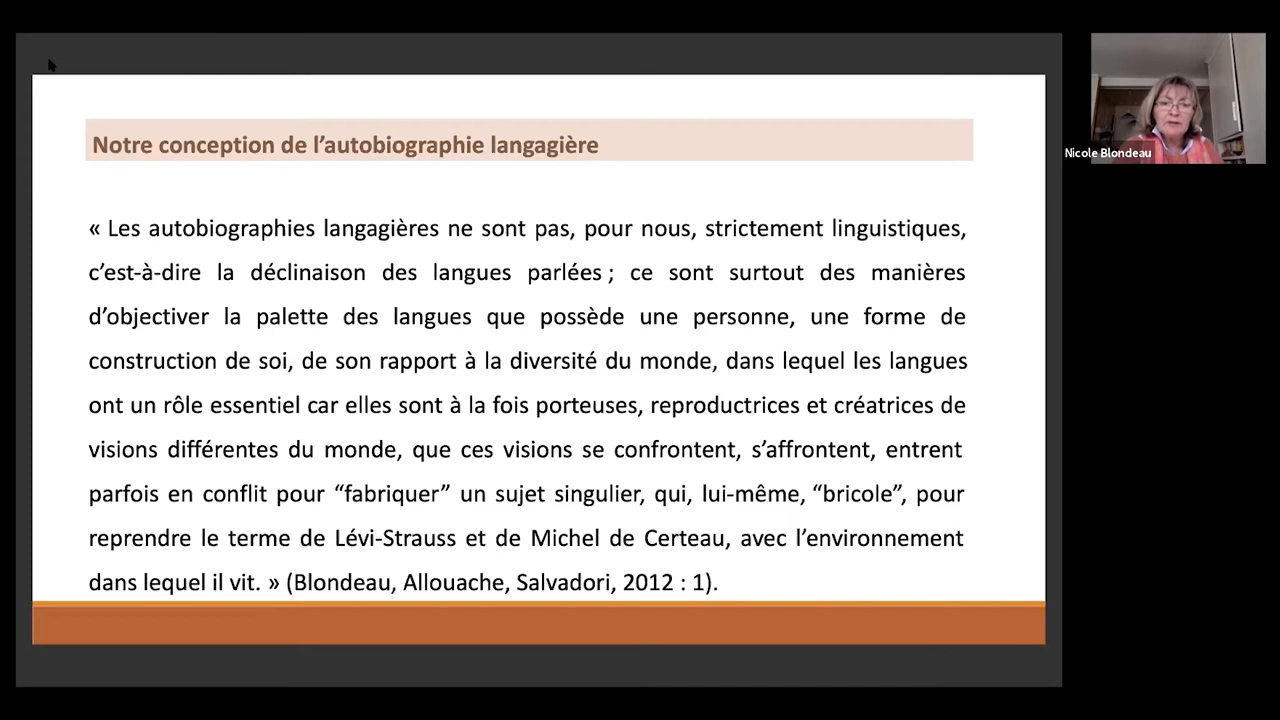 Notre conception de l’autobiographie langagière
« Les autobiographies langagières ne sont pas, pour nous, strictement linguistiques,
c’est-à-dire la déclinaison des langues parlées ; ce sont surtout des manières
d’objectiver la palette des langues que possède une personne, une forme de
construction de soi, de son rapport à la diversité du monde, dans lequel les langues
ont un rôle essentiel car elles sont à la fois porteuses, reproductrices et créatrices de
visions différentes du monde, que ces visions se confrontent, s’affrontent, entrent
parfois en conflit pour “fabriquer” un sujet singulier, qui, lui-même, “bricole”, pour
reprendre le terme de Lévi-Strauss et de Michel de Certeau, avec l’environnement
dans lequel il vit. » (Blondeau, Allouache, Salvadori, 2012 : 1).
Nicole Blondeau